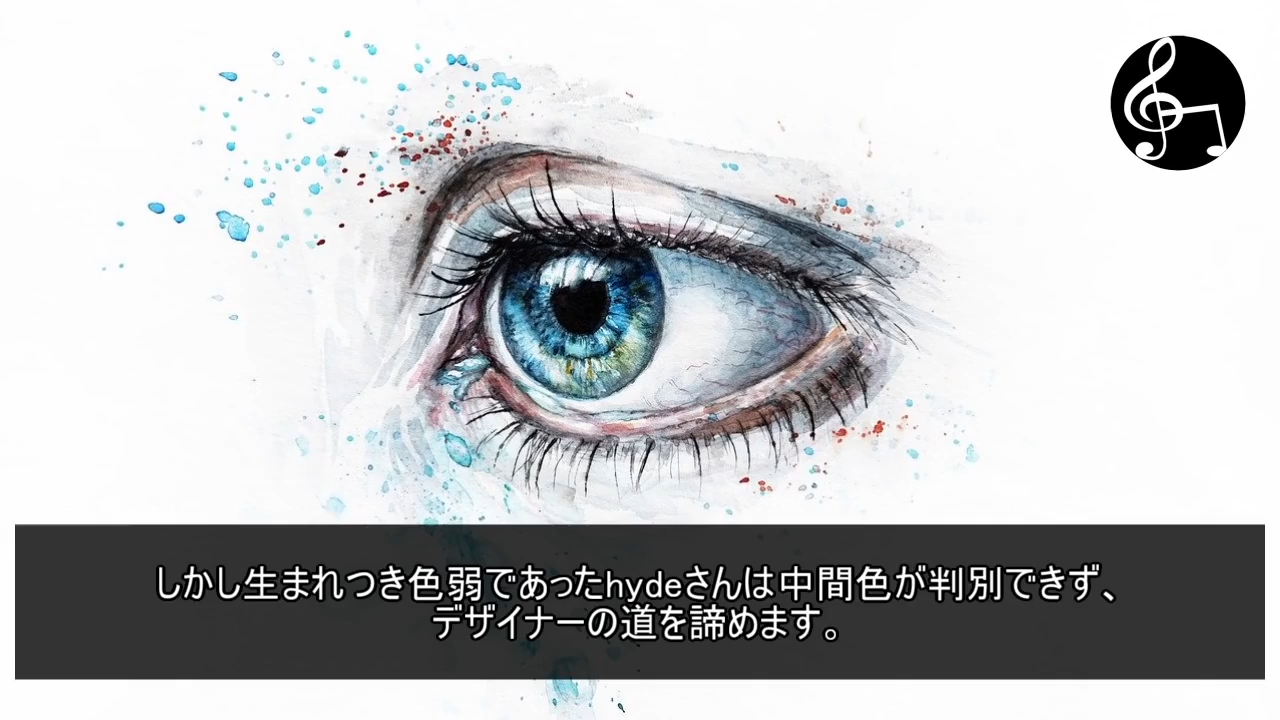 しかし生まれつき色弱であったhydeさんは中間色が判別できず、
デザイナーの道を諦めます。